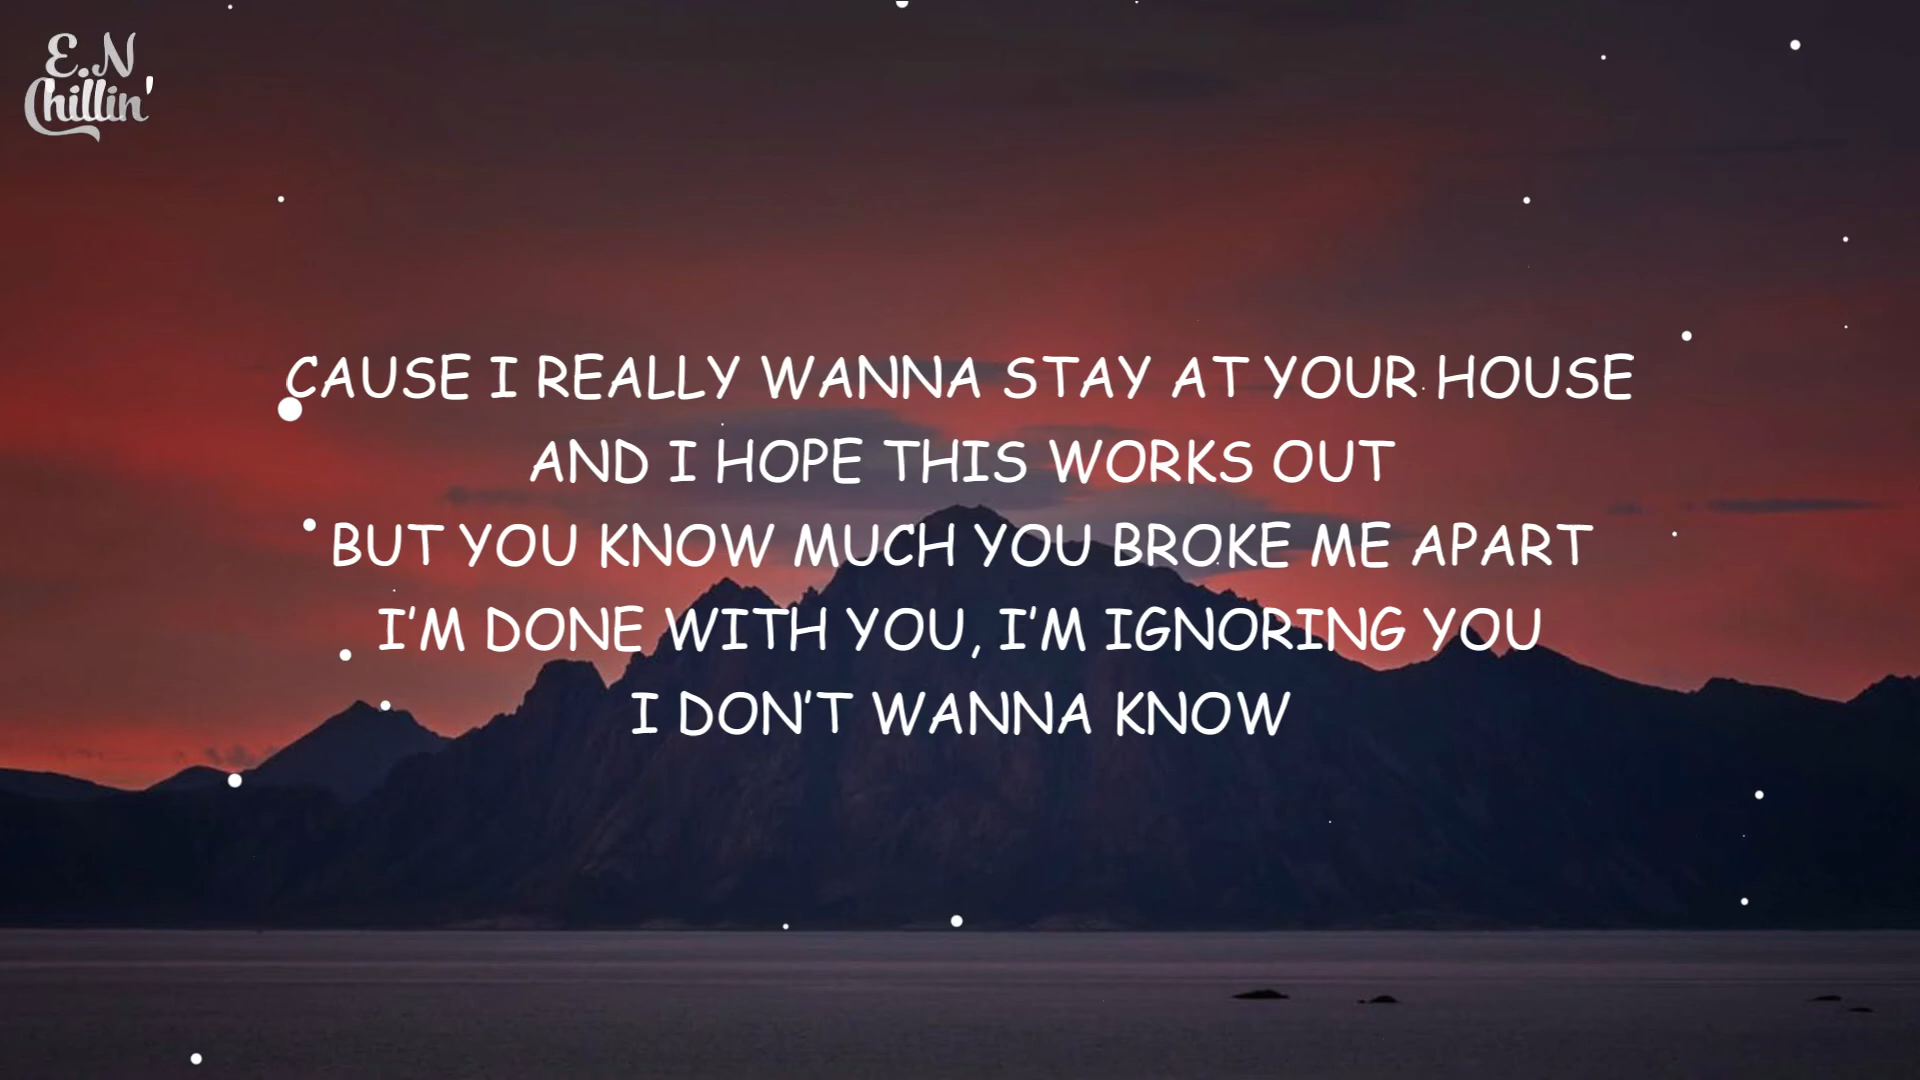 E.N
Chillin'
CAUSE I REALLY WANNA STAY AT YOUR HOUSE
AND I HOPE THIS WORKS OUT
BUT YOU KNOW MUCH YOU BROKE ME APART
I'M DONE WITH YOU, I'M IGNORING YOU
I DON'T WANNA KNOW